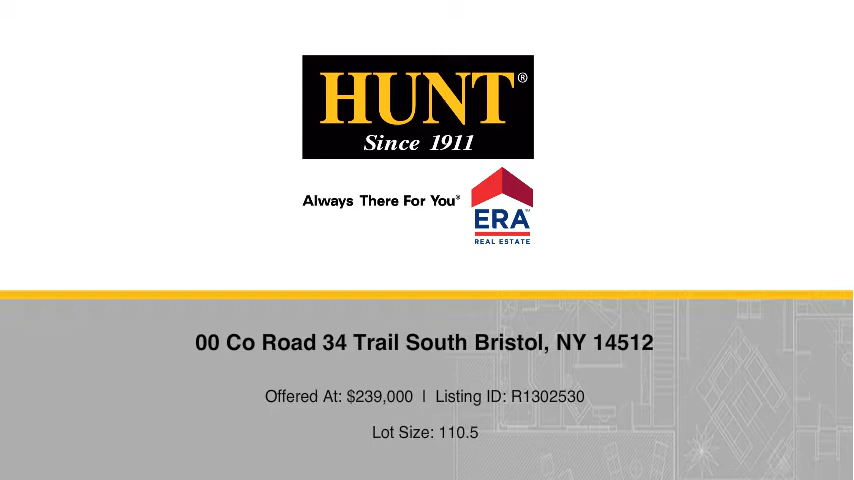 HUNT®
Since 1911
Always There For You®
ERA™
REAL ESTATE
00 Co Road 34 Trail South Bristol, NY 14512
Offered At: $239,000 | Listing ID: R1302530
Lot Size: 110.5